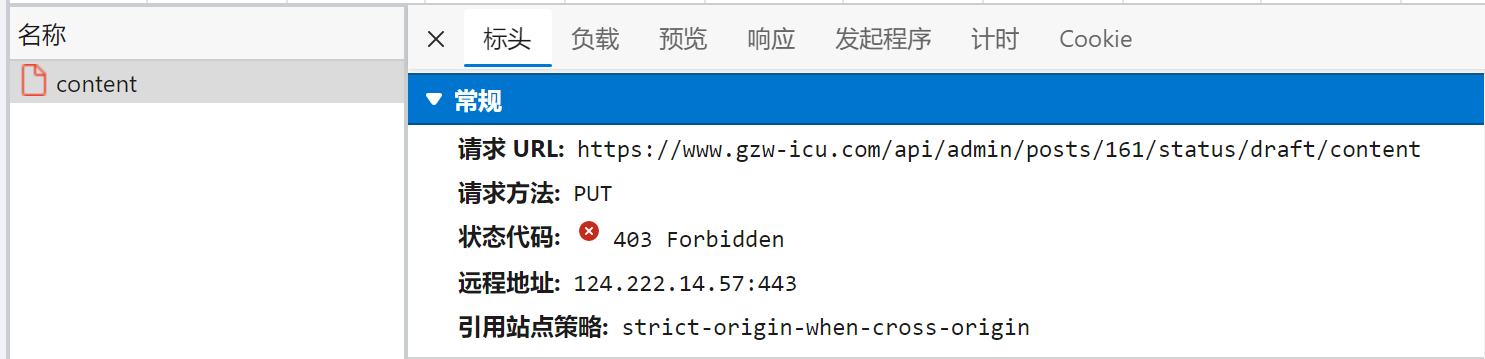 名称
content
标头 负载 预览 响应 发起程序 计时 Cookie
常规
请求 URL: https://www.gzw-icu.com/api/admin/posts/161/status/draft/content
请求方法: PUT
状态代码: 403 Forbidden
远程地址: 124.222.14.57:443
引用站点策略: strict-origin-when-cross-origin